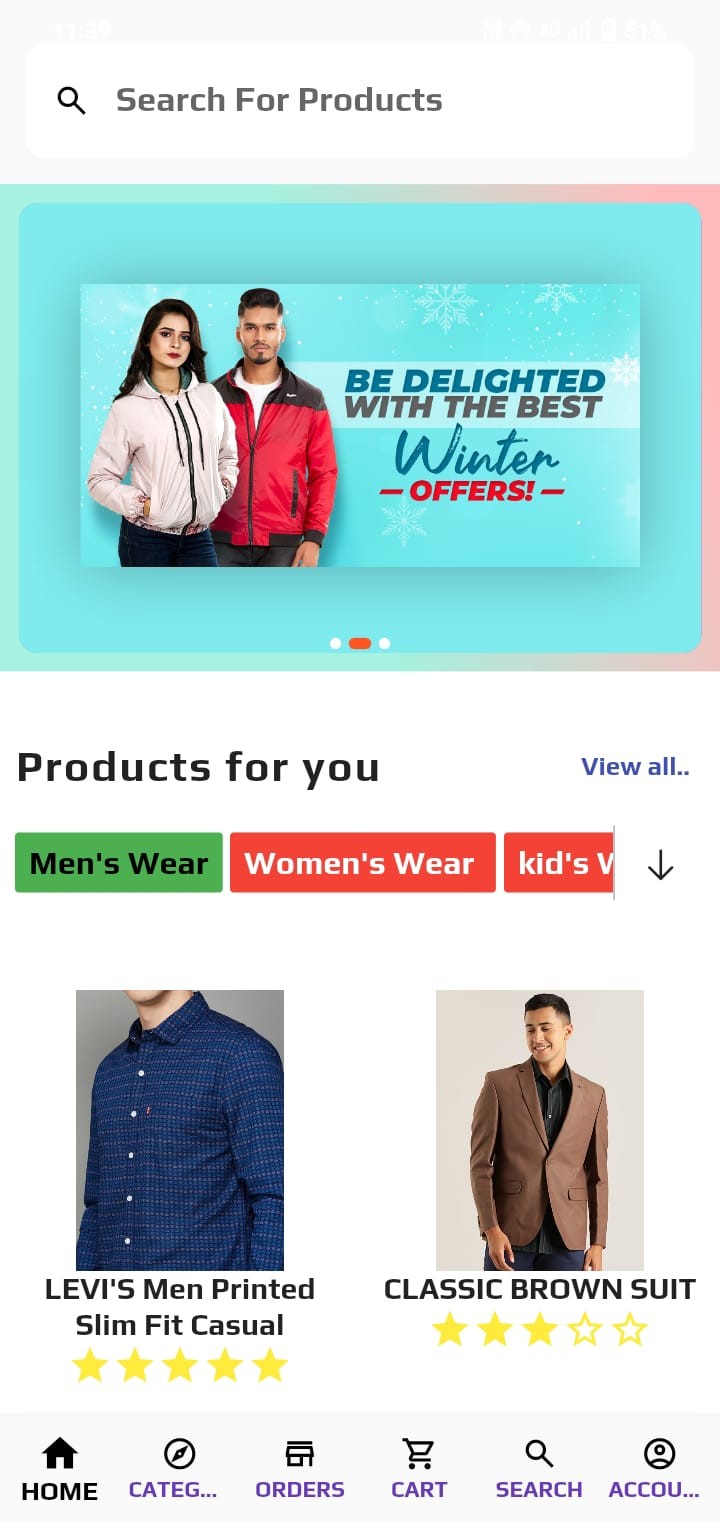 11:39 4G 51%
Search For Products
BE DELIGHTED
WITH THE BEST
Winter
— OFFERS! —
Products for you View all..
Men's Wear Women's Wear kid's W
LEVI'S Men Printed
Slim Fit Casual
CLASSIC BROWN SUIT
HOME CATEG... ORDERS CART SEARCH ACCOU...